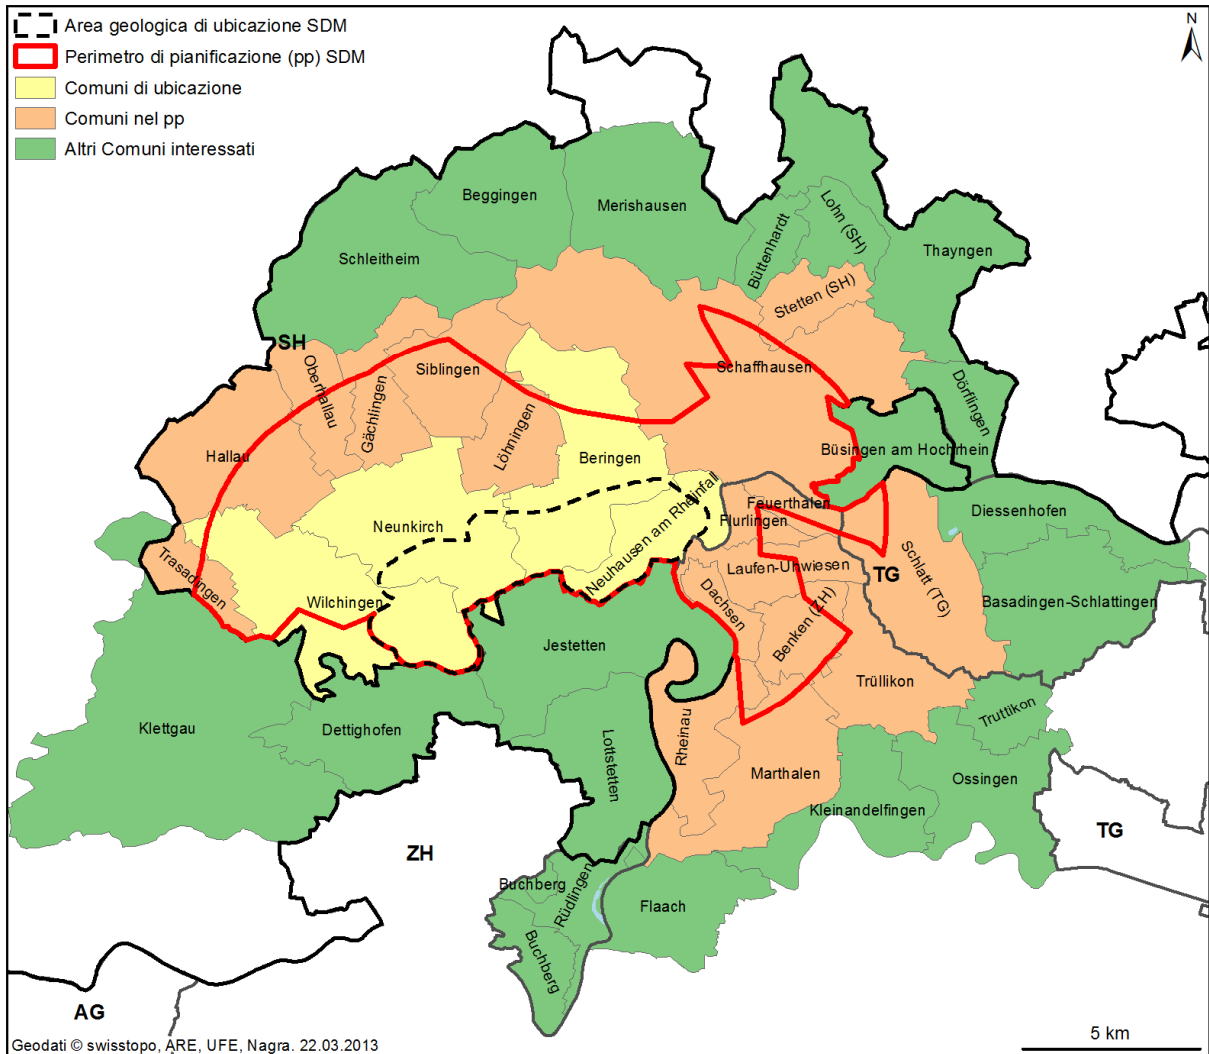 Area geologica di ubicazione SDM
Perimetro di pianificazione (pp) SDM
Comuni di ubicazione
Comuni nel pp
Altri Comuni interessati
N
Beggingen
Merishausen
Schleitheim
Büttenhardt
Lohn (SH)
Thayngen
Stetten (SH)
SH
Oberhallau
Gächlingen
Siblingen
Schaffhausen
Dörflingen
Hallau
Löhningen
Beringen
Büsingen am Hochrhein
Neunkirch
Neuhausen am Rheinfall
Feuerthalen
Flurlingen
Diessenhofen
Trasadingen
Wilchingen
Laufen-Uhwiesen
Dachsen
Benken (ZH)
TG
Schlatt (TG)
Basadingen-Schlattingen
Jestetten
Trüllikon
Truttikon
Klettgau
Dettighofen
Lottstetten
Rheinau
Marthalen
Ossingen
Kleinandelfingen
TG
ZH
Buchberg
Rüdlingen
Flaach
Buchberg
AG
5 km
Geodati © swisstopo, ARE, UFE, Nagra. 22.03.2013